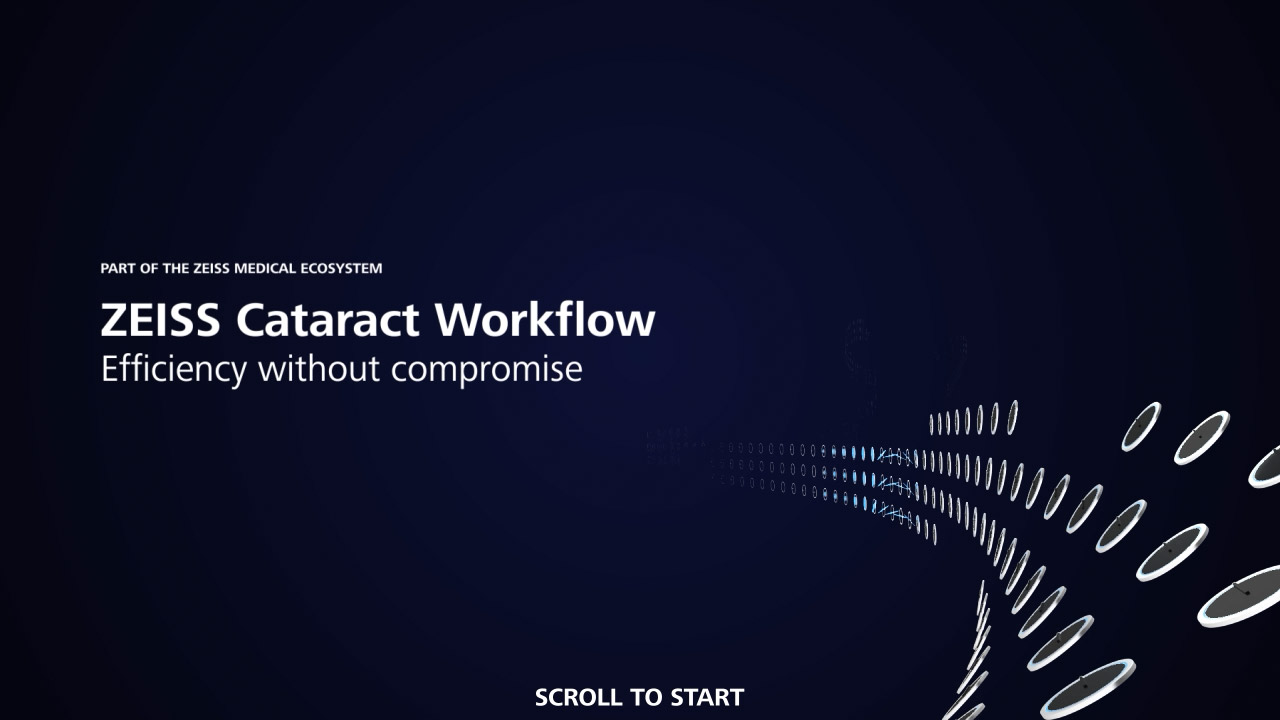 PART OF THE ZEISS MEDICAL ECOSYSTEM
ZEISS Cataract Workflow
Efficiency without compromise
SCROLL TO START